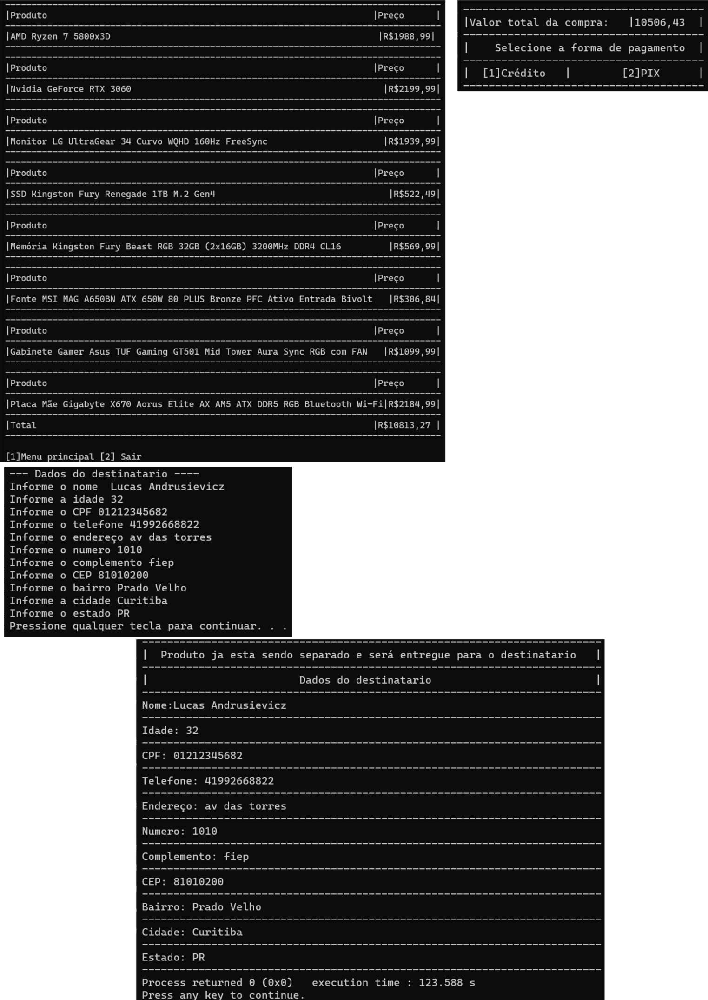 |Produto |Preço |
|AMD Ryzen 7 5800x3D |R$1988,99|
|Produto |Preço |
|Nvidia GeForce RTX 3060 |R$2199,99|
|Produto |Preço |
|Monitor LG UltraGear 34 Curvo WQHD 160Hz FreeSync |R$1939,99|
|Produto |Preço |
|SSD Kingston Fury Renegade 1TB M.2 Gen4 |R$522,49|
|Produto |Preço |
|Memória Kingston Fury Beast RGB 32GB (2x16GB) 3200MHz DDR4 CL16 |R$569,99|
|Produto |Preço |
|Fonte MSI MAG A650BN ATX 650W 80 PLUS Bronze PFC Ativo Entrada Bivolt |R$306,84|
|Produto |Preço |
|Gabinete Gamer Asus TUF Gaming GT501 Mid Tower Aura Sync RGB com FAN |R$1099,99|
|Produto |Preço |
|Placa Mãe Gigabyte X670 Aorus Elite AX AM5 ATX DDR5 RGB Bluetooth Wi-Fi|R$2184,99|
|Total |R$10813,27 |
[1]Menu principal [2] Sair
|Valor total da compra: |10506,43 |
| Selecione a forma de pagamento |
| [1]Crédito | [2]PIX |
--- Dados do destinatario ----
Informe o nome  Lucas Andrusievicz
Informe a idade 32
Informe o CPF 01212345682
Informe o telefone 41992668822
Informe o endereço av das torres
Informe o numero 1010
Informe o complemento fiep
Informe o CEP 81010200
Informe o bairro Prado Velho
Informe a cidade Curitiba
Informe o estado PR
Pressione qualquer tecla para continuar. . .
| Produto ja esta sendo separado e será entregue para o destinatario |
| Dados do destinatario |
Nome:Lucas Andrusievicz
Idade: 32
CPF: 01212345682
Telefone: 41992668822
Endereço: av das torres
Numero: 1010
Complemento: fiep
CEP: 81010200
Bairro: Prado Velho
Cidade: Curitiba
Estado: PR
Process returned 0 (0x0)   execution time : 123.588 s
Press any key to continue.